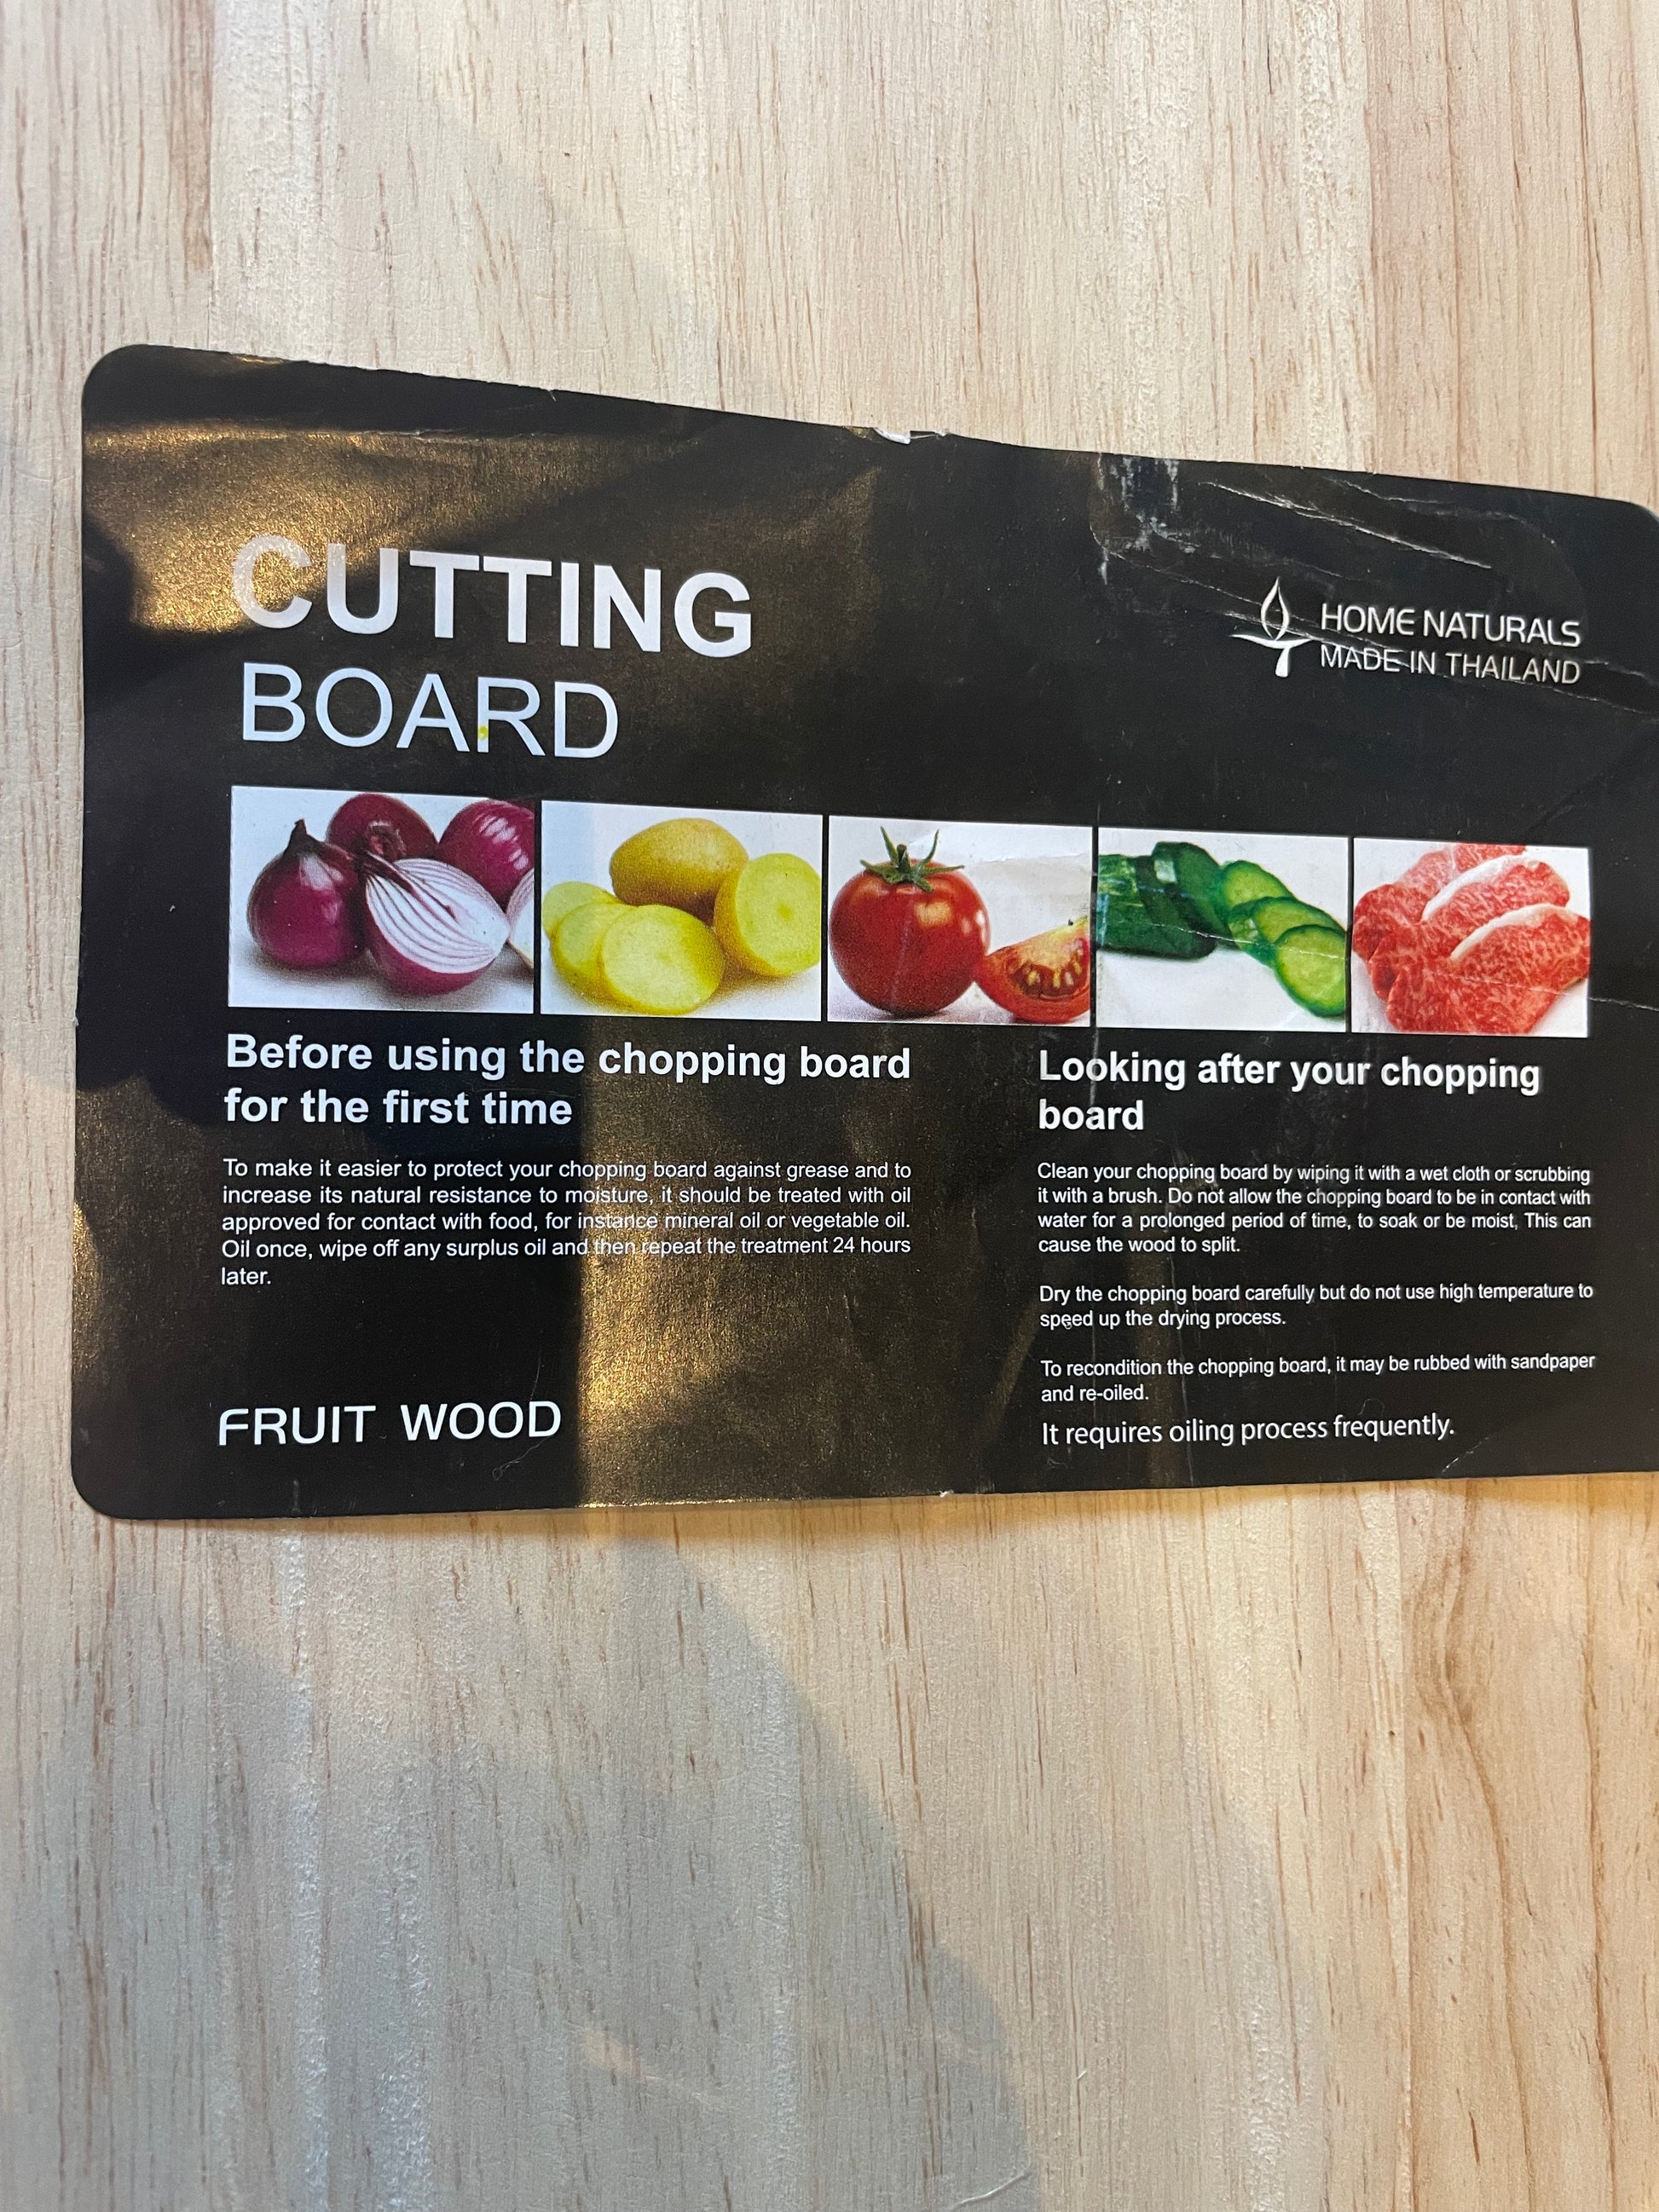 CUTTING
BOARD
HOME NATURALS
MADE IN THAILAND
Before using the chopping board
for the first time
To make it easier to protect your chopping board against grease and to
increase its natural resistance to moisture, it should be treated with oil
approved for contact with food, for instance mineral oil or vegetable oil.
Oil once, wipe off any surplus oil and then repeat the treatment 24 hours
later.
FRUIT WOOD
Looking after your chopping
board
Clean your chopping board by wiping it with a wet cloth or scrubbing
it with a brush. Do not allow the chopping board to be in contact with
water for a prolonged period of time, to soak or be moist, This can
cause the wood to split.
Dry the chopping board carefully but do not use high temperature to
speed up the drying process.
To recondition the chopping board, it may be rubbed with sandpaper
and re-oiled.
It requires oiling process frequently.